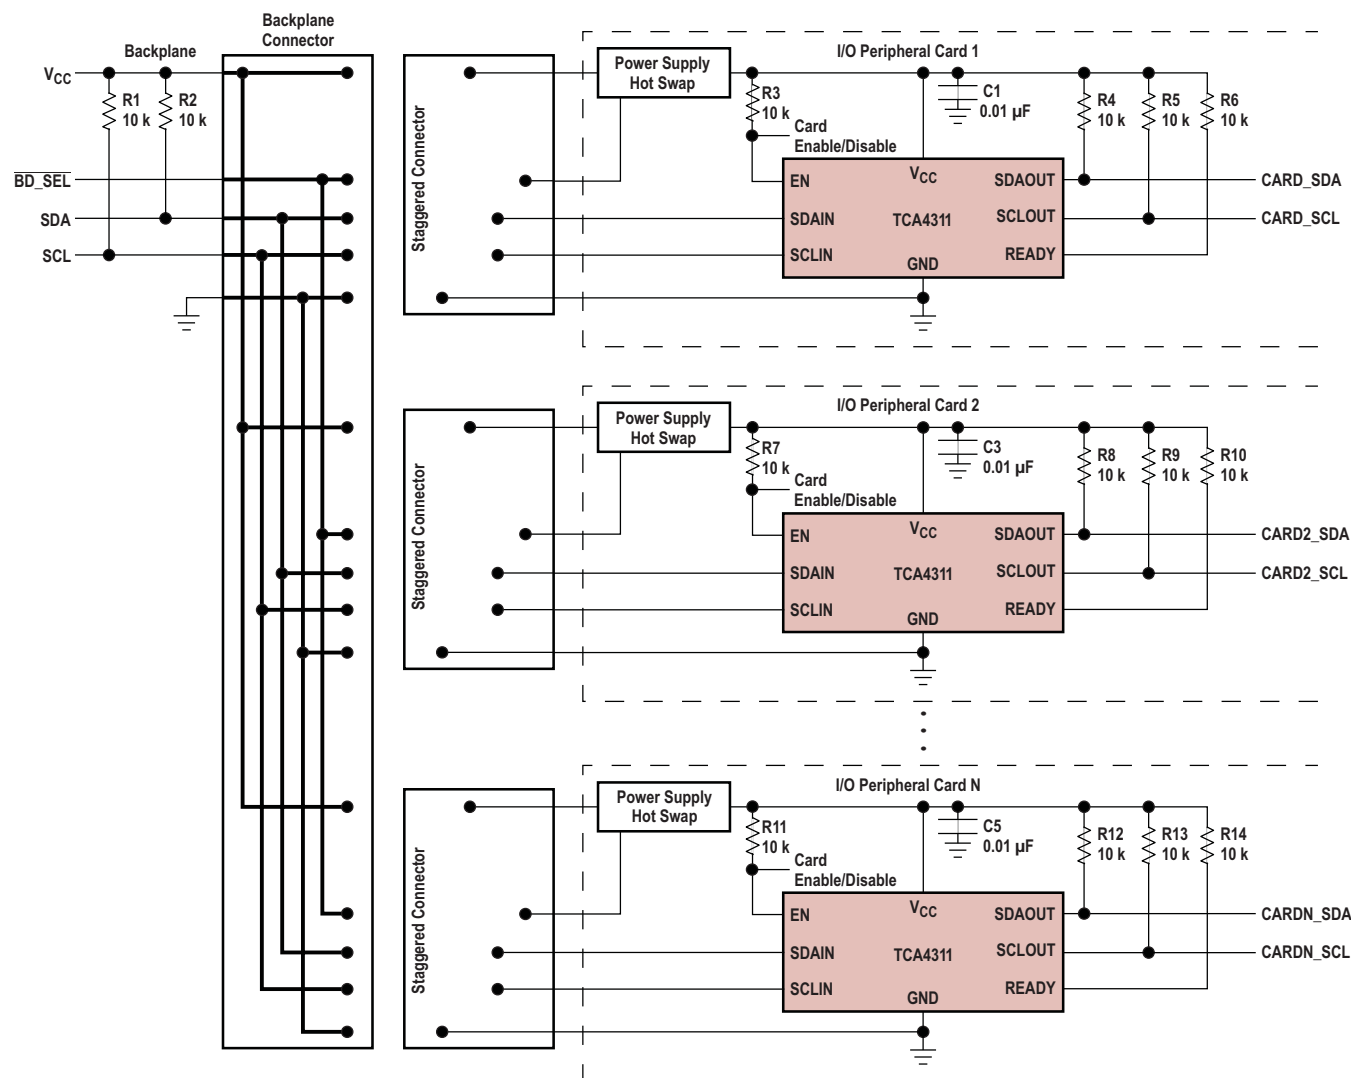 Backplane
Connector
Backplane
VCC
R1
10 k
R2
10 k
BD_SEL
SDA
SCL
Staggered Connector
I/O Peripheral Card 1
Power Supply
Hot Swap
R3
10 k
Card
Enable/Disable
C1
0.01 µF
R4
10 k
R5
10 k
R6
10 k
EN
VCC
SDAOUT
SDAIN
TCA4311
SCLOUT
SCLIN
GND
READY
CARD_SDA
CARD_SCL
Staggered Connector
I/O Peripheral Card 2
Power Supply
Hot Swap
R7
10 k
Card
Enable/Disable
C3
0.01 µF
R8
10 k
R9
10 k
R10
10 k
EN
VCC
SDAOUT
SDAIN
TCA4311
SCLOUT
SCLIN
GND
READY
CARD2_SDA
CARD2_SCL
Staggered Connector
I/O Peripheral Card N
Power Supply
Hot Swap
R11
10 k
Card
Enable/Disable
C5
0.01 µF
R12
10 k
R13
10 k
R14
10 k
EN
VCC
SDAOUT
SDAIN
TCA4311
SCLOUT
SCLIN
GND
READY
CARDN_SDA
CARDN_SCL